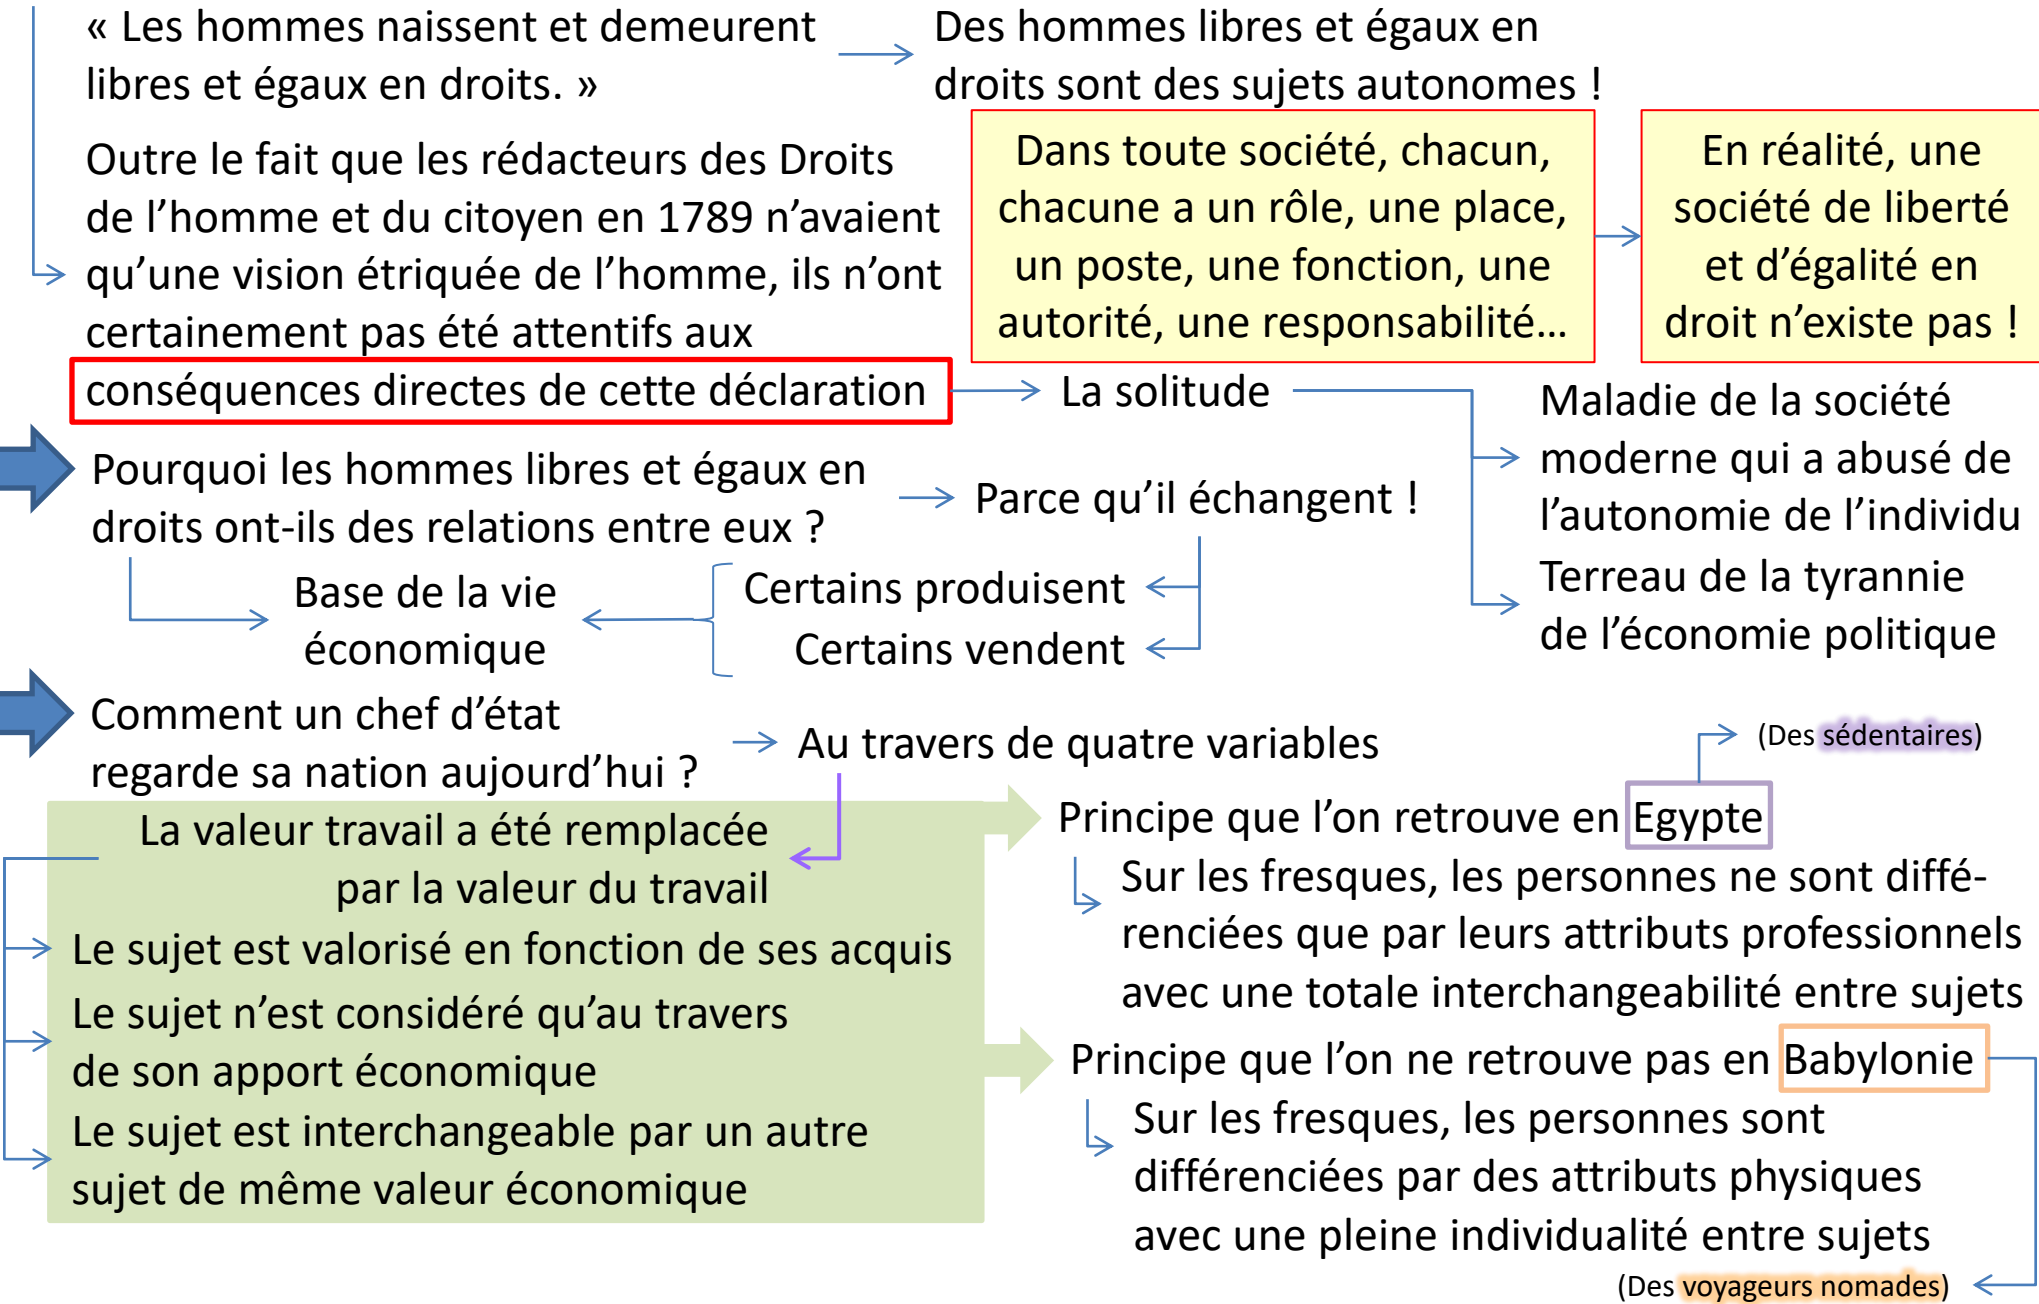 « Les hommes naissent et demeurent
libres et égaux en droits. »
Des hommes libres et égaux en
droits sont des sujets autonomes !
Outre le fait que les rédacteurs des Droits
de l’homme et du citoyen en 1789 n’avaient
qu’une vision étriquée de l’homme, ils n’ont
certainement pas été attentifs aux
conséquences directes de cette déclaration
Dans toute société, chacun,
chacune a un rôle, une place,
un poste, une fonction, une
autorité, une responsabilité…
En réalité, une
société de liberté
et d’égalité en
droit n’existe pas !
La solitude
Maladie de la société
moderne qui a abusé de
l’autonomie de l’individu
Terreau de la tyrannie
de l’économie politique
Pourquoi les hommes libres et égaux en
droits ont-ils des relations entre eux ?
Parce qu’il échangent !
Certains produisent
Certains vendent
Base de la vie
économique
Comment un chef d’état
regarde sa nation aujourd’hui ?
Au travers de quatre variables
La valeur travail a été remplacée
par la valeur du travail
Le sujet est valorisé en fonction de ses acquis
Le sujet n’est considéré qu’au travers
de son apport économique
Le sujet est interchangeable par un autre
sujet de même valeur économique
(Des sédentaires)
Principe que l’on retrouve en Egypte
Sur les fresques, les personnes ne sont diffé-
renciées que par leurs attributs professionnels
avec une totale interchangeabilité entre sujets
Principe que l’on ne retrouve pas en Babylonie
Sur les fresques, les personnes sont
différenciées par des attributs physiques
avec une pleine individualité entre sujets
(Des voyageurs nomades)